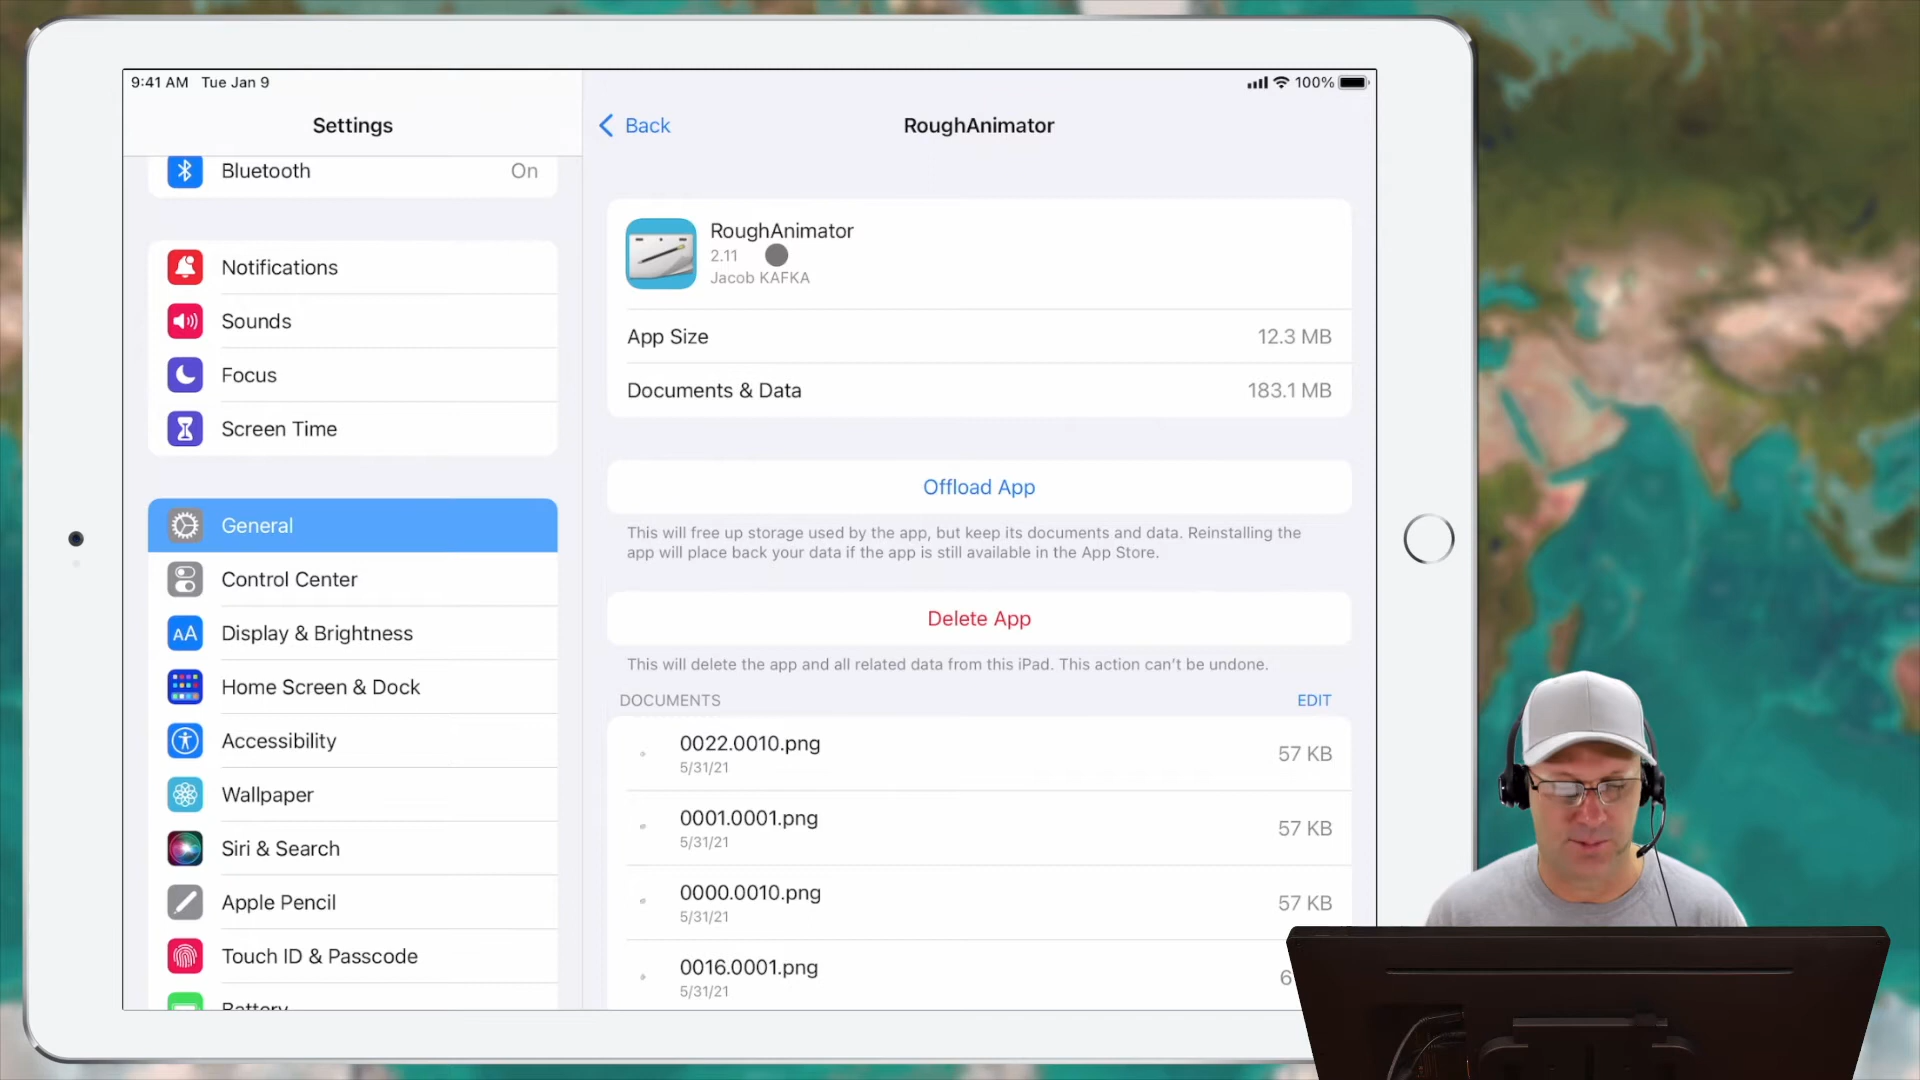 9:41 AM Tue Jan 9
100%
Settings
Bluetooth On
Notifications
Sounds
Focus
Screen Time
General
Control Center
AA Display & Brightness
Home Screen & Dock
Accessibility
Wallpaper
Siri & Search
Apple Pencil
Touch ID & Passcode
Battery
Back
RoughAnimator
RoughAnimator
2.11
Jacob KAFKA
App Size 12.3 MB
Documents & Data 183.1 MB
Offload App
This will free up storage used by the app, but keep its documents and data. Reinstalling the
app will place back your data if the app is still available in the App Store.
Delete App
This will delete the app and all related data from this iPad. This action can't be undone.
DOCUMENTS EDIT
0022.0010.png 57 KB
5/31/21
0001.0001.png 57 KB
5/31/21
0000.0010.png 57 KB
5/31/21
0016.0001.png 6
5/31/21